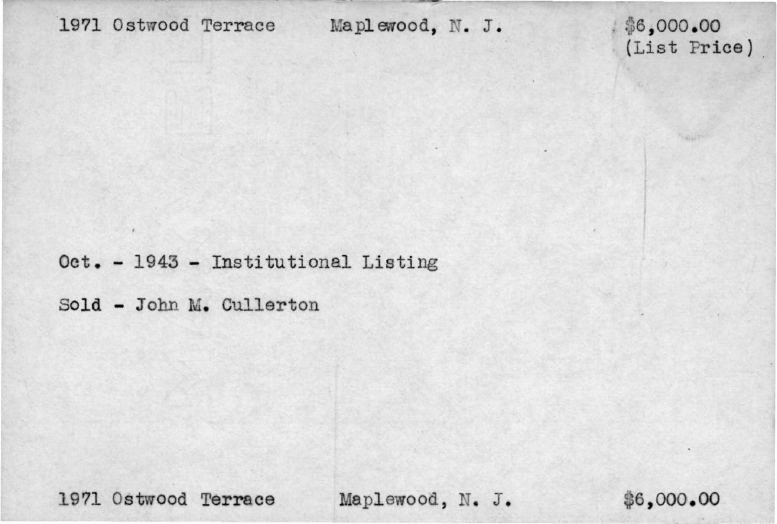 1971 Ostwood Terrace Maplewood, N. J. $6,000.00
(List Price)
Oct. - 1943 - Institutional Listing
Sold - John M. Cullerton
1971 Ostwood Terrace Maplewood, N. J. $6,000.00